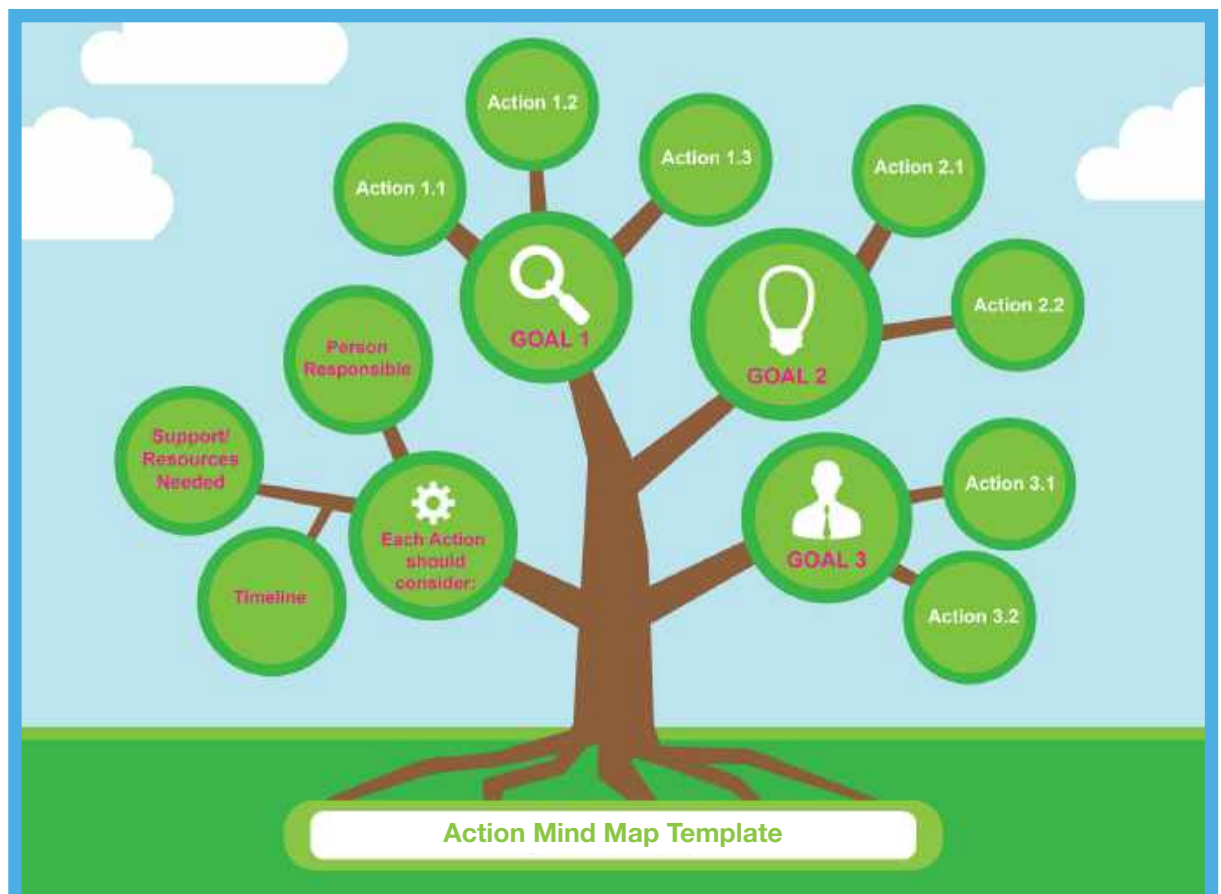 Action 1.2
Action 1.3
Action 1.1
Action 2.1
Action 2.2
GOAL 1
GOAL 2
Person
Responsible
Support/
Resources
Needed
Each Action
should
consider:
Timeline
Action 3.1
GOAL 3
Action 3.2
Action Mind Map Template